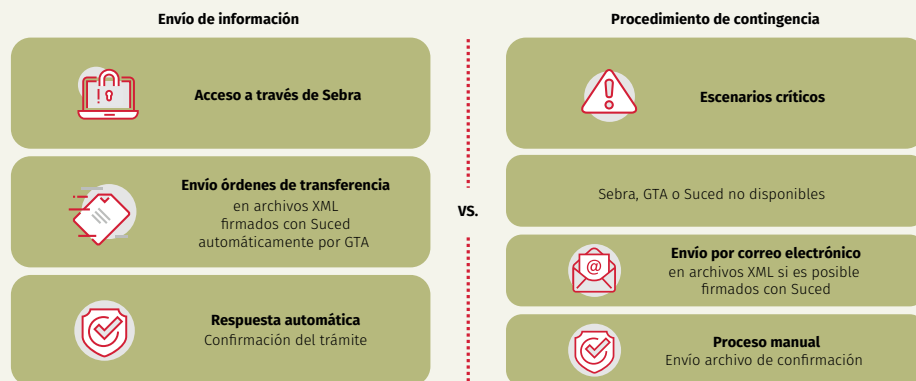 Envío de información
Acceso a través de Sebra
Envío órdenes de transferencia
en archivos XML
firmados con Suced
automáticamente por GTA
Respuesta automática
Confirmación del trámite
VS.
Procedimiento de contingencia
Escenarios críticos
Sebra, GTA o Suced no disponibles
@
Envío por correo electrónico
en archivos XML si es posible
firmados con Suced
Proceso manual
Envío archivo de confirmación